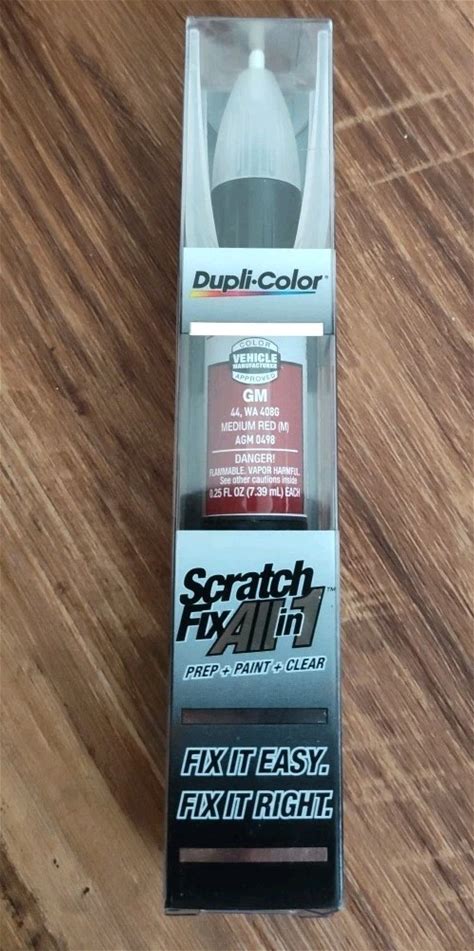 Dupli-Color®
COLOR
VEHICLE
MANUFACTURER
APPROVED
GM
44, WA 408G
MEDIUM RED (M)
AGM 0498
DANGER!
FLAMMABLE. VAPOR HARMFUL.
See other cautions inside
0.25 FL OZ (7.39 mL) EACH
Scratch
Fix All in 1™
PREP + PAINT + CLEAR
FIX IT EASY.
FIX IT RIGHT.